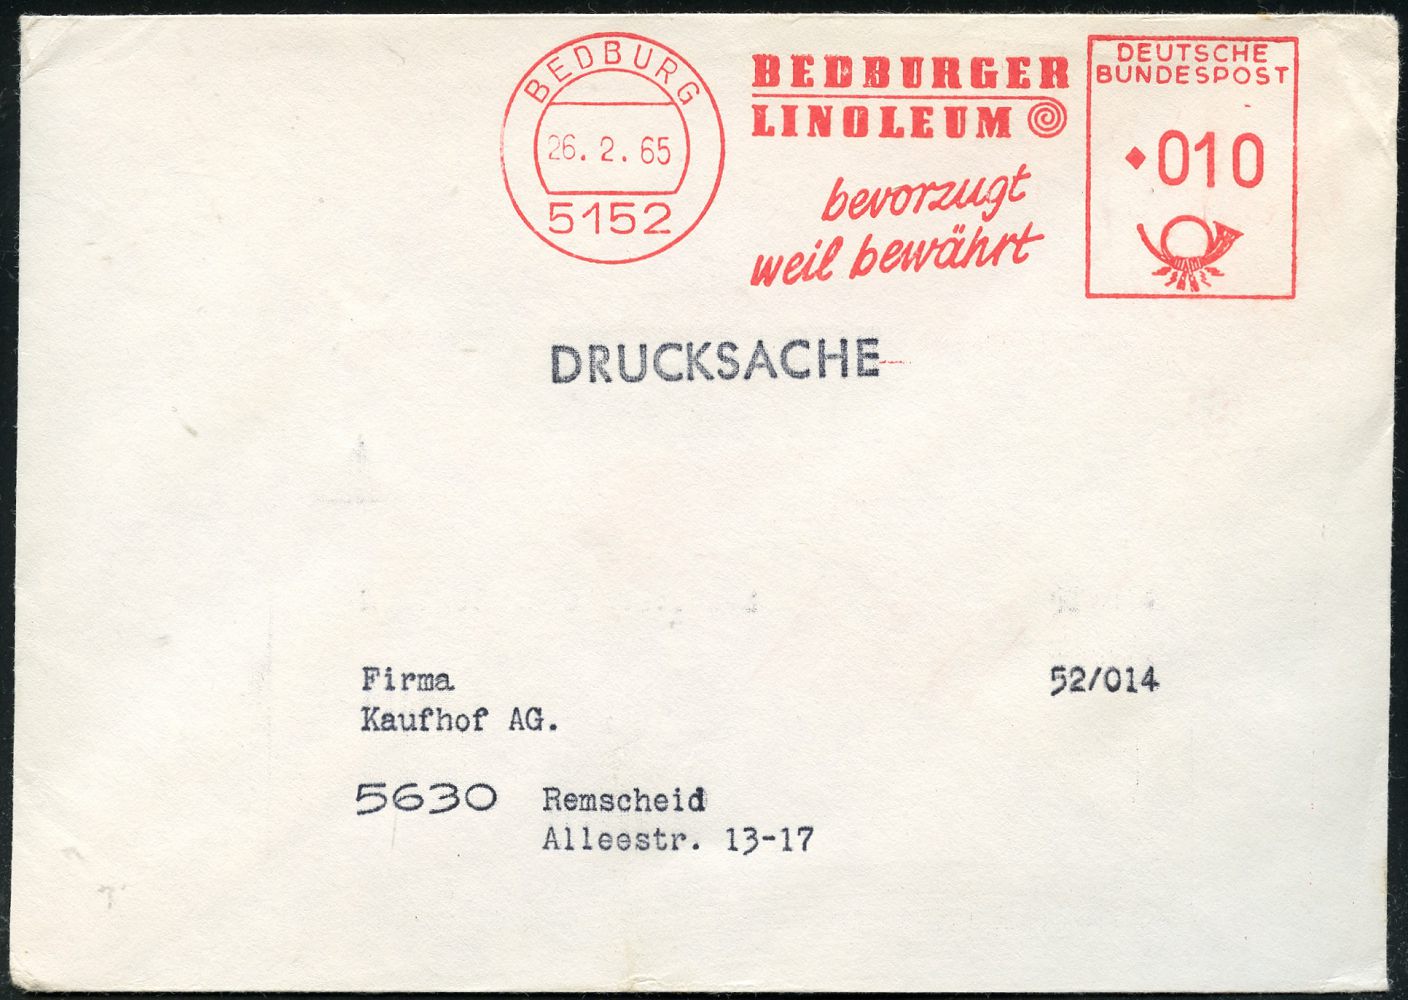 BEDBURG
26. 2. 65
5152
BEDBURGER
LINOLEUM
bevorzugt
weil bewährt
DEUTSCHE
BUNDESPOST
010
DRUCKSACHE
Firma
52/014
Kaufhof AG.
5630 Remscheid
Alleestr. 13-17